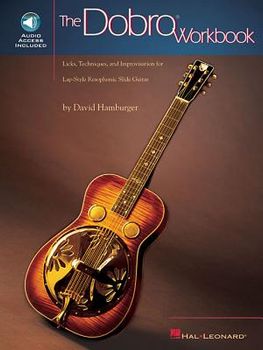 AUDIO
ACCESS
INCLUDED
The Dobro® Workbook
Licks, Techniques, and Improvisation for
Lap-Style Resophonic Slide Guitar
by David Hamburger
HAL•LEONARD®